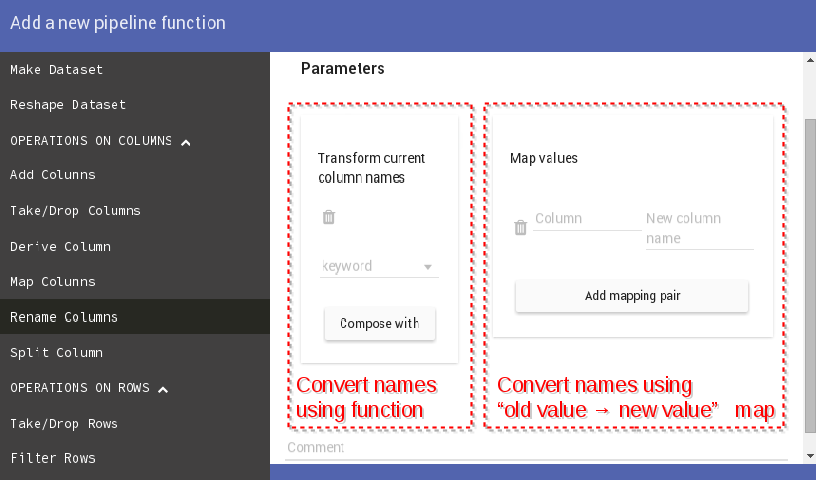 Add a new pipeline function
Make Dataset
Reshape Dataset
OPERATIONS ON COLUMNS
Add Columns
Take/Drop Columns
Derive Column
Map Columns
Rename Columns
Split Column
OPERATIONS ON ROWS
Take/Drop Rows
Filter Rows
Parameters
Transform current
column names
keyword
Compose with
Convert names
using function
Map values
Column
New column
name
Add mapping pair
Convert names using
“old value → new value” map
Comment